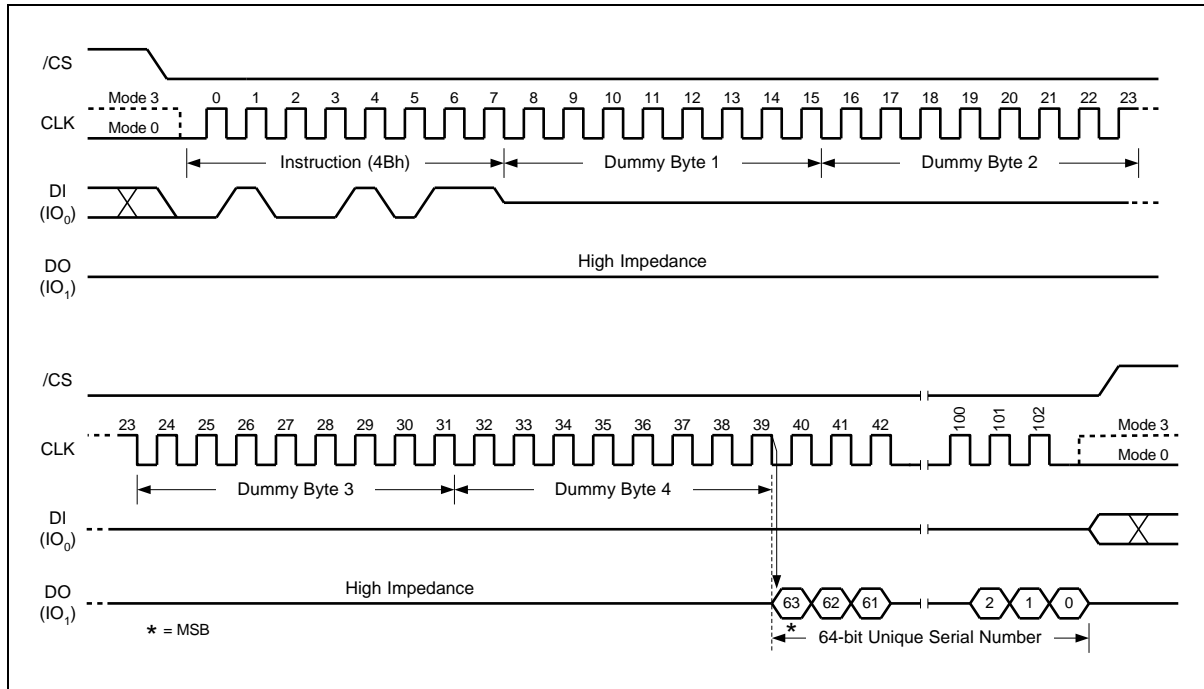 /CS
Mode 3
0 1 2 3 4 5 6 7 8 9 10 11 12 13 14 15 16 17 18 19 20 21 22 23
CLK
Mode 0
Instruction (4Bh) Dummy Byte 1 Dummy Byte 2
DI
(IO₀)
DO
(IO₁)
High Impedance
/CS
23 24 25 26 27 28 29 30 31 32 33 34 35 36 37 38 39 40 41 42 100 101 102
Mode 3
CLK
Mode 0
Dummy Byte 3 Dummy Byte 4
DI
(IO₀)
DO
(IO₁)
High Impedance
63 62 61 2 1 0
* = MSB
*
64-bit Unique Serial Number